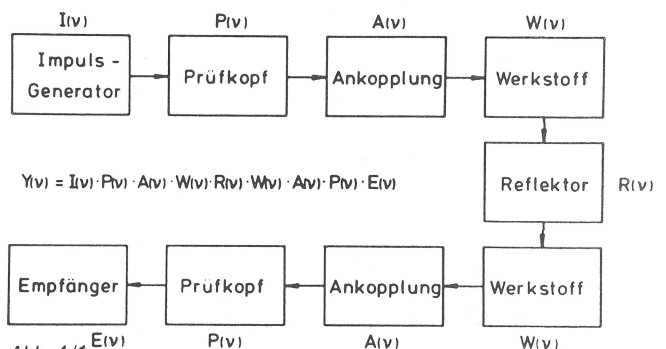 I(ν) P(ν) A(ν) W(ν)
Impuls -
Generator
Prüfkopf
Ankopplung
Werkstoff
Y(ν) = I(ν)·P(ν)·A(ν)·W(ν)·R(ν)·W(ν)·A(ν)·P(ν)·E(ν)
Reflektor R(ν)
Empfänger
Prüfkopf
Ankopplung
Werkstoff
E(ν) P(ν) A(ν) W(ν)